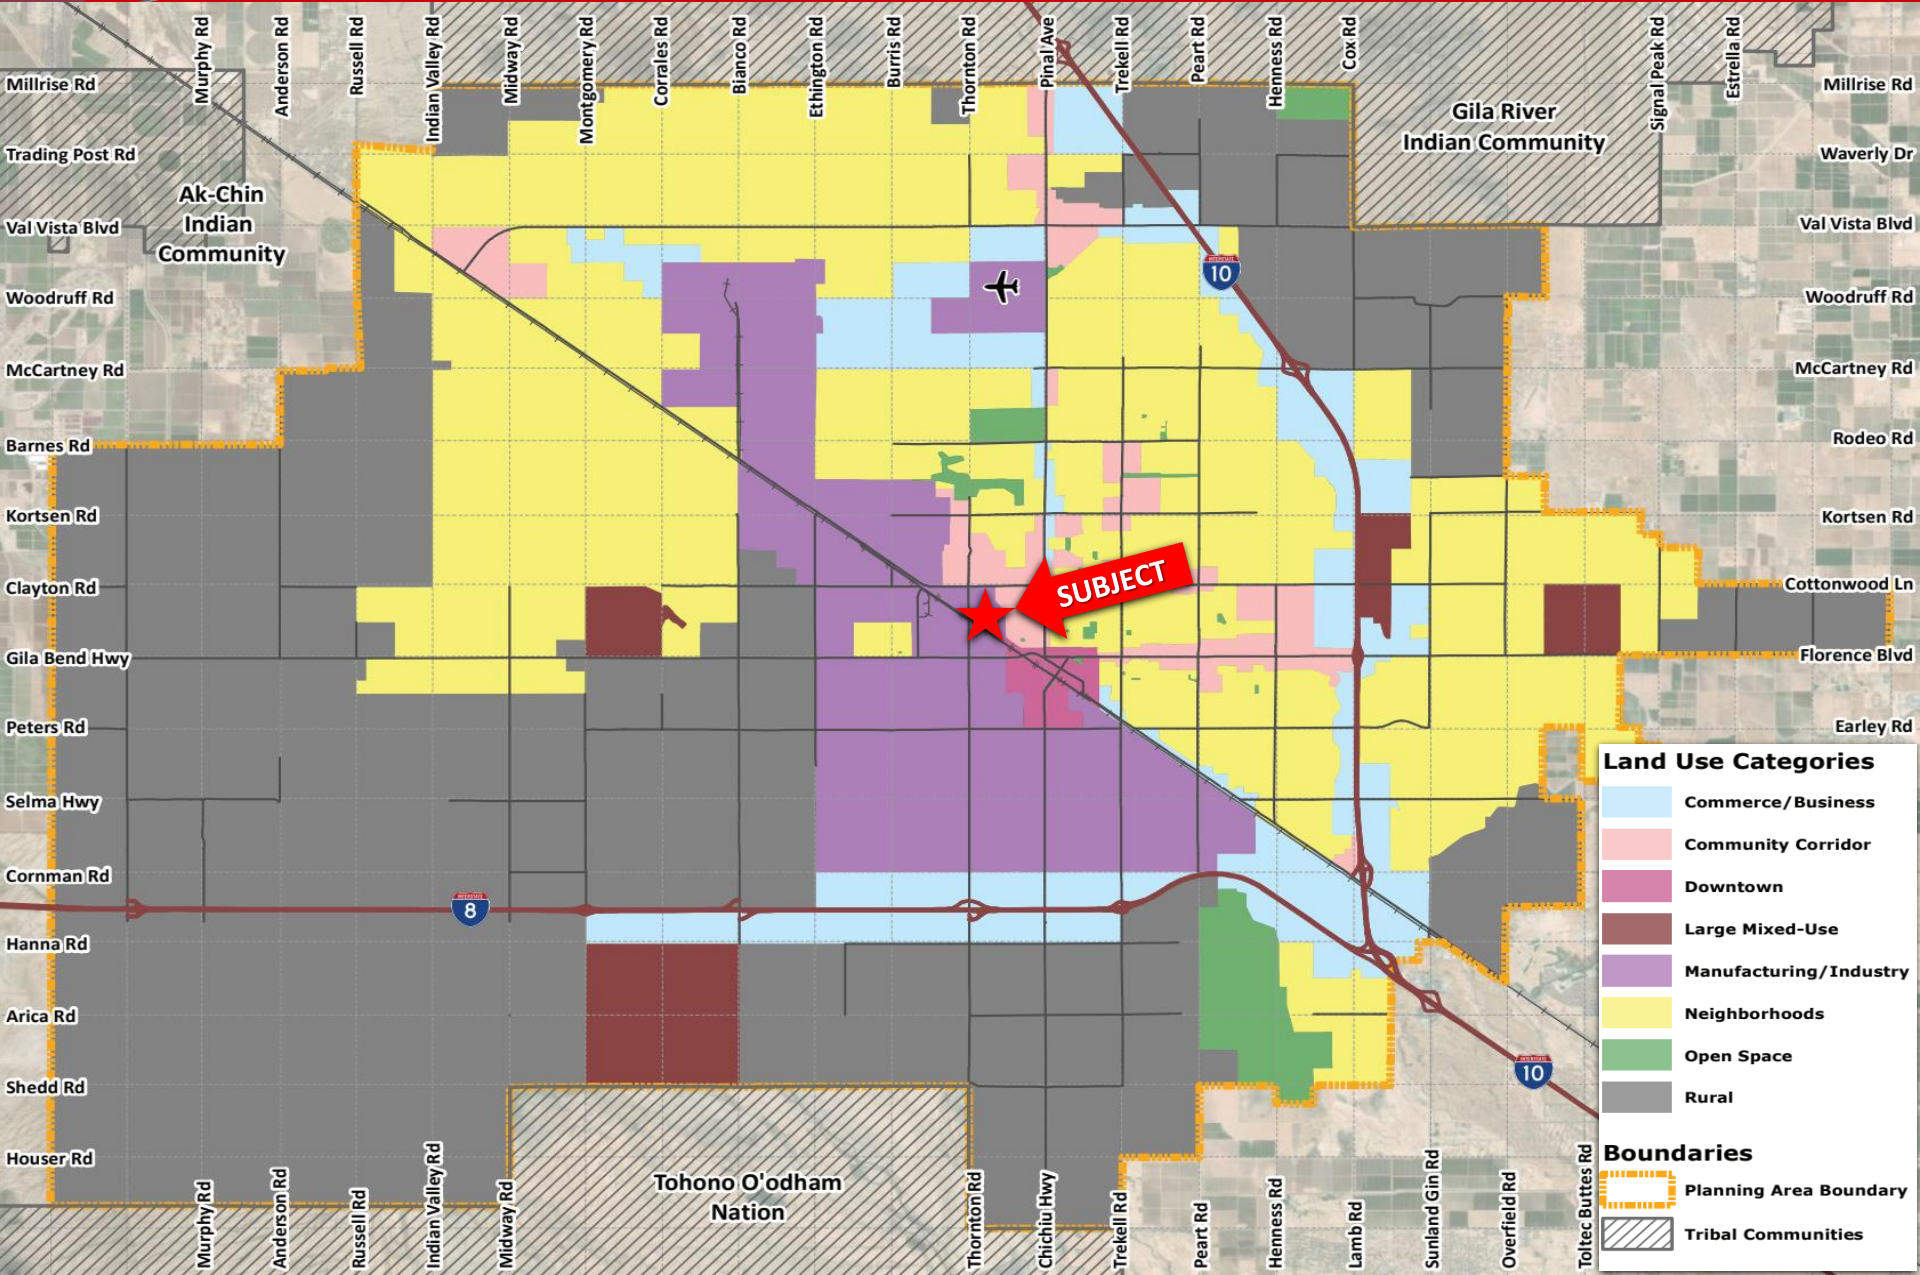 Murphy Rd
Anderson Rd
Russell Rd
Indian Valley Rd
Midway Rd
Montgomery Rd
Corrales Rd
Bianco Rd
Ethington Rd
Burris Rd
Thornton Rd
Pinal Ave
Trekell Rd
Peart Rd
Henness Rd
Cox Rd
Signal Peak Rd
Estrella Rd
Millrise Rd
Trading Post Rd
Val Vista Blvd
Woodruff Rd
McCartney Rd
Barnes Rd
Kortsen Rd
Clayton Rd
Gila Bend Hwy
Peters Rd
Selma Hwy
Cornman Rd
Hanna Rd
Arica Rd
Shedd Rd
Houser Rd
Ak-Chin
Indian
Community
Gila River
Indian Community
INTERSTATE
10
SUBJECT
INTERSTATE
8
INTERSTATE
10
Tohono O'odham
Nation
Millrise Rd
Waverly Dr
Val Vista Blvd
Woodruff Rd
McCartney Rd
Rodeo Rd
Kortsen Rd
Cottonwood Ln
Florence Blvd
Earley Rd
Land Use Categories
Commerce/Business
Community Corridor
Downtown
Large Mixed-Use
Manufacturing/Industry
Neighborhoods
Open Space
Rural
Boundaries
Planning Area Boundary
Tribal Communities
Murphy Rd
Anderson Rd
Russell Rd
Indian Valley Rd
Midway Rd
Thornton Rd
Chichiu Hwy
Trekell Rd
Peart Rd
Henness Rd
Lamb Rd
Sunland Gin Rd
Overfield Rd
Toltec Buttes Rd